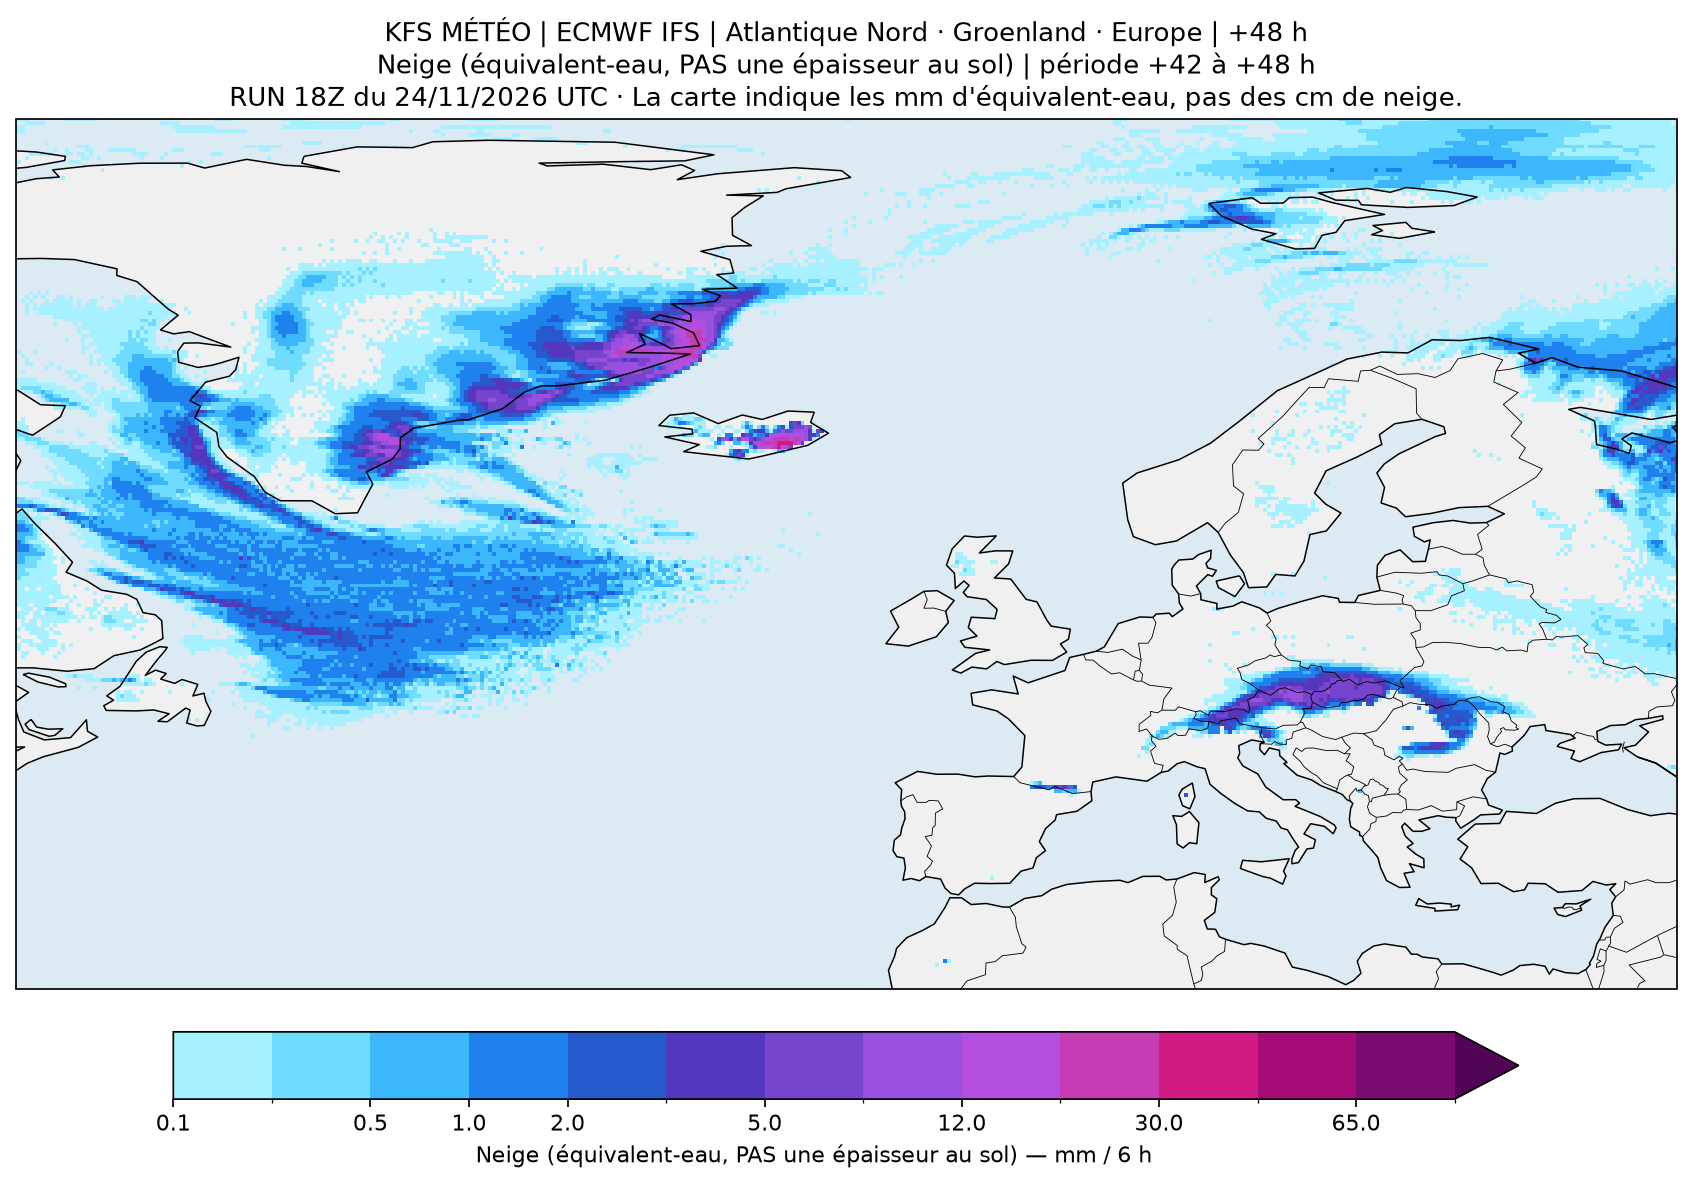 KFS MÉTÉO | ECMWF IFS | Atlantique Nord · Groenland · Europe | +48 h
Neige (équivalent-eau, PAS une épaisseur au sol) | période +42 à +48 h
RUN 18Z du 24/11/2026 UTC · La carte indique les mm d'équivalent-eau, pas des cm de neige.
0.1 0.5 1.0 2.0 5.0 12.0 30.0 65.0
Neige (équivalent-eau, PAS une épaisseur au sol) — mm / 6 h